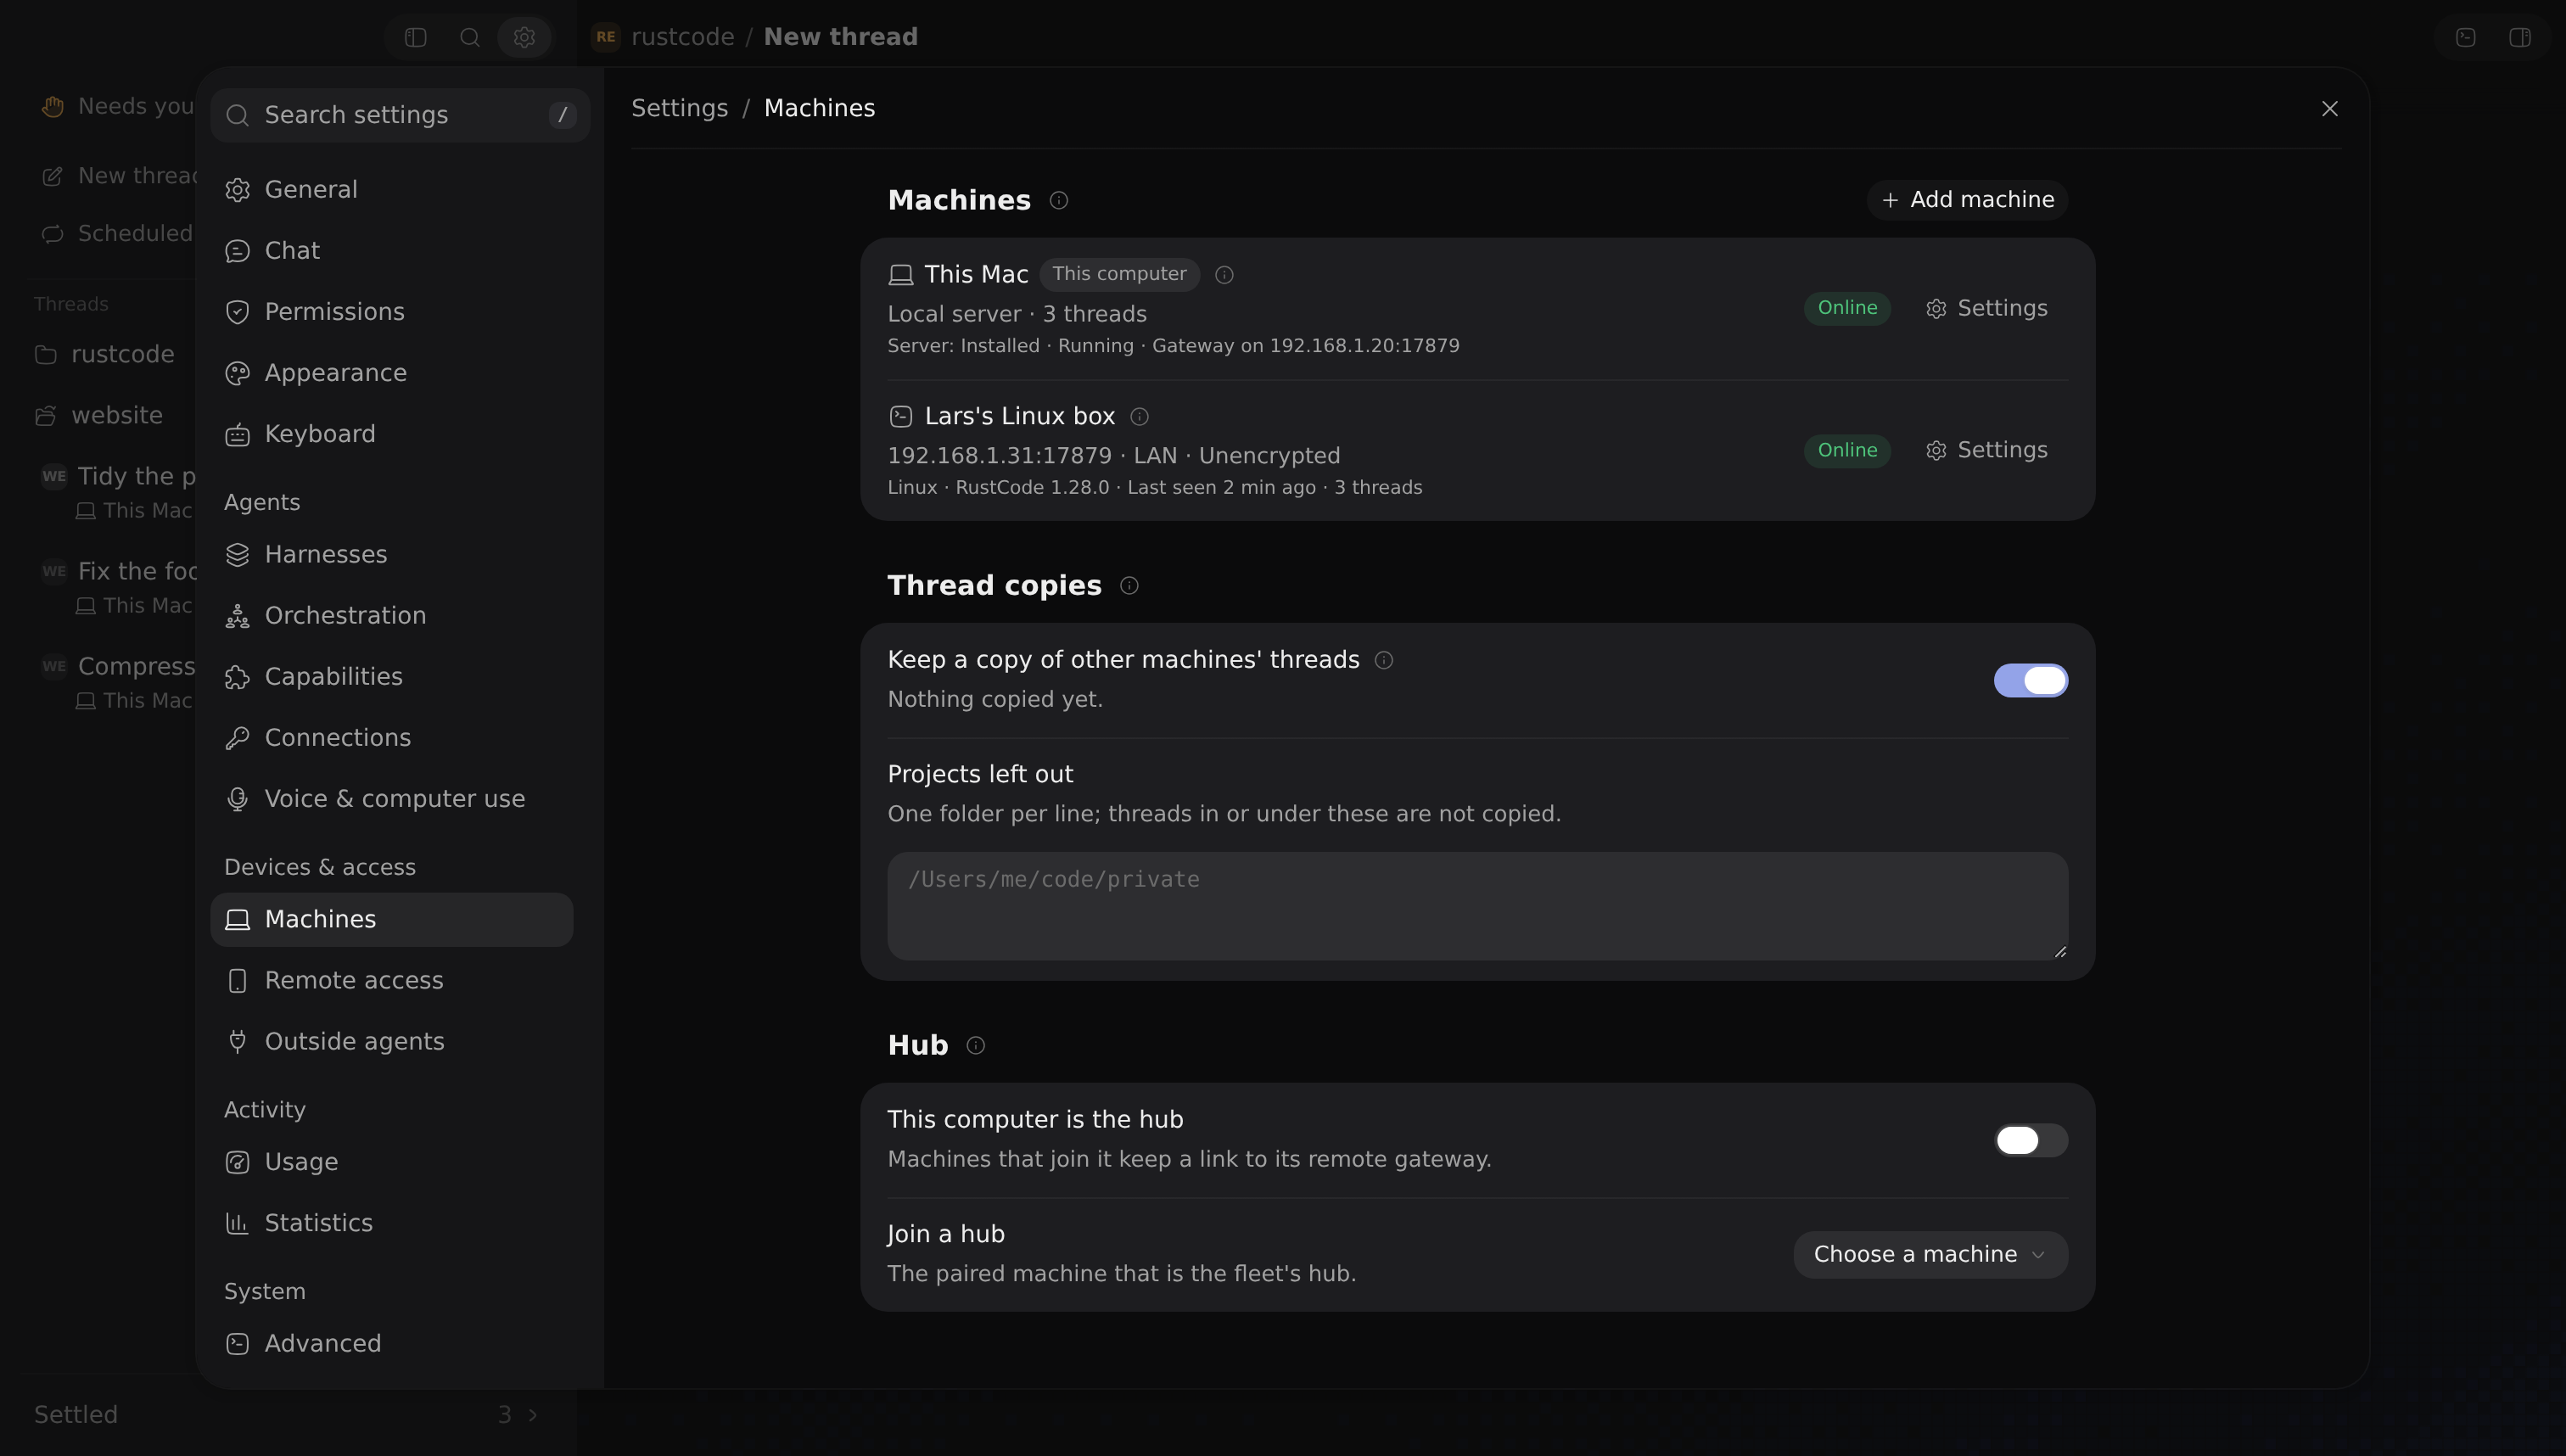 RE rustcode / New thread
Needs you
New thread
Scheduled
Threads
rustcode
website
WE Tidy the p
This Mac
WE Fix the foo
This Mac
WE Compress
This Mac
Settled 3
Search settings /
General
Chat
Permissions
Appearance
Keyboard
Agents
Harnesses
Orchestration
Capabilities
Connections
Voice & computer use
Devices & access
Machines
Remote access
Outside agents
Activity
Usage
Statistics
System
Advanced
Settings / Machines
Machines
Add machine
This Mac This computer
Local server · 3 threads
Server: Installed · Running · Gateway on 192.168.1.20:17879
Online Settings
Lars's Linux box
192.168.1.31:17879 · LAN · Unencrypted
Linux · RustCode 1.28.0 · Last seen 2 min ago · 3 threads
Online Settings
Thread copies
Keep a copy of other machines' threads
Nothing copied yet.
Projects left out
One folder per line; threads in or under these are not copied.
/Users/me/code/private
Hub
This computer is the hub
Machines that join it keep a link to its remote gateway.
Join a hub
The paired machine that is the fleet's hub.
Choose a machine